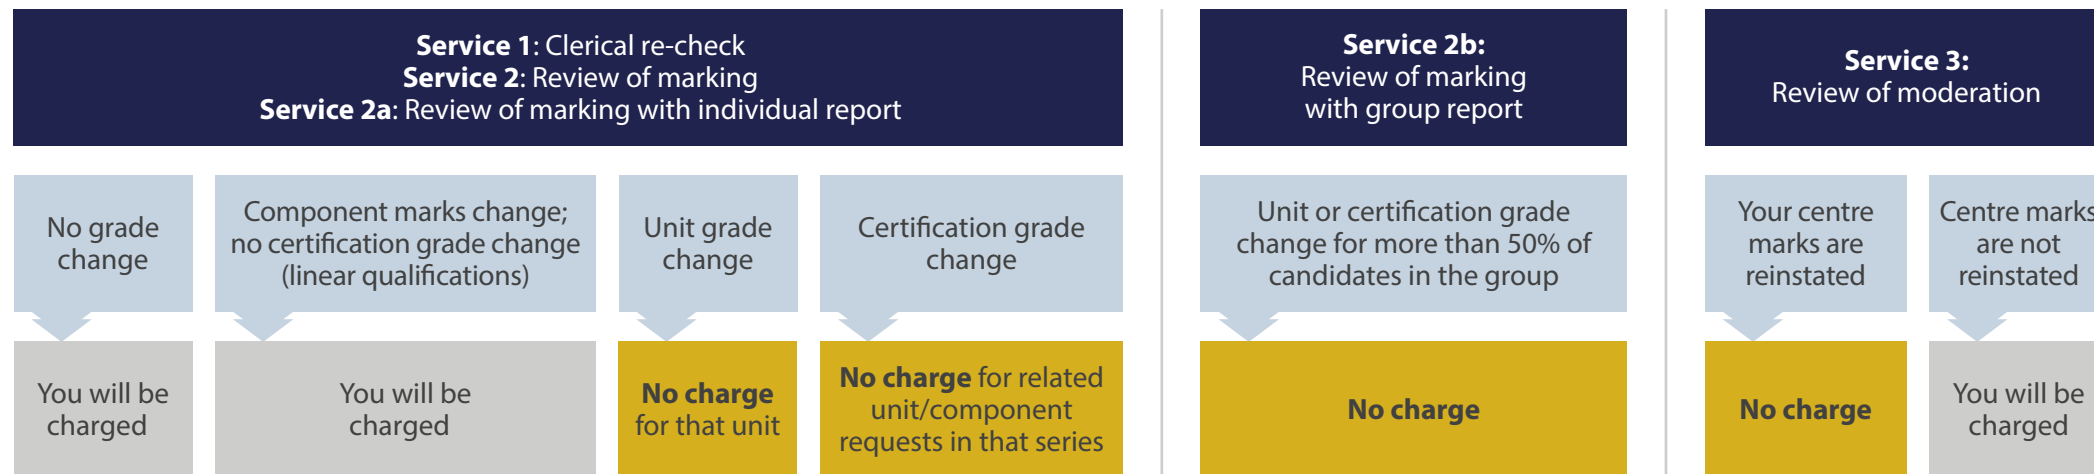 Service 1: Clerical re-check
Service 2: Review of marking
Service 2a: Review of marking with individual report
No grade
change
You will be
charged
Component marks change;
no certification grade change
(linear qualifications)
You will be
charged
Unit grade
change
No charge
for that unit
Certification grade
change
No charge for related
unit/component
requests in that series
Service 2b:
Review of marking
with group report
Unit or certification grade
change for more than 50% of
candidates in the group
No charge
Service 3:
Review of moderation
Your centre
marks are
reinstated
No charge
Centre marks
are not
reinstated
You will be
charged